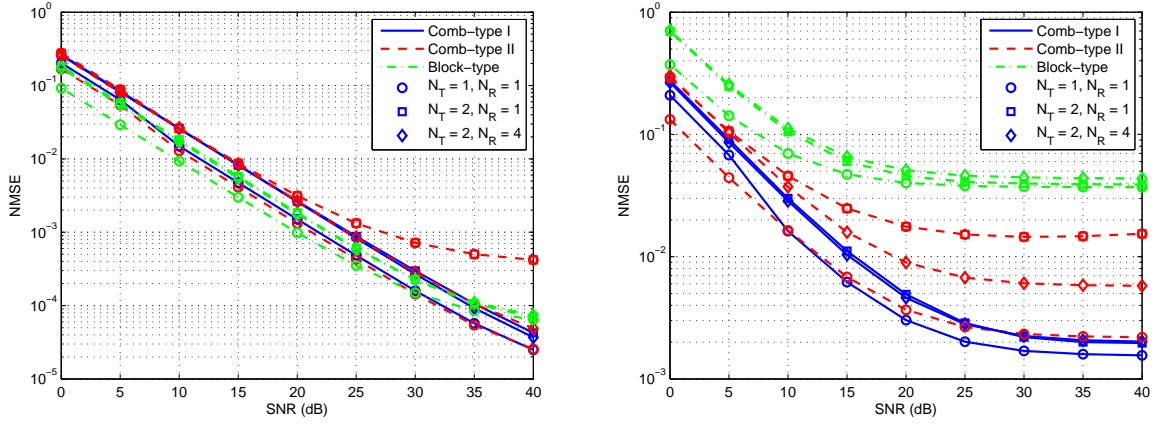 10^0
10^-1
10^-2
10^-3
10^-4
10^-5
NMSE
0 5 10 15 20 25 30 35 40
SNR (dB)
Comb-type I
Comb-type II
Block-type
N_T = 1, N_R = 1
N_T = 2, N_R = 1
N_T = 2, N_R = 4
10^0
10^-1
10^-2
10^-3
NMSE
0 5 10 15 20 25 30 35 40
SNR (dB)
Comb-type I
Comb-type II
Block-type
N_T = 1, N_R = 1
N_T = 2, N_R = 1
N_T = 2, N_R = 4